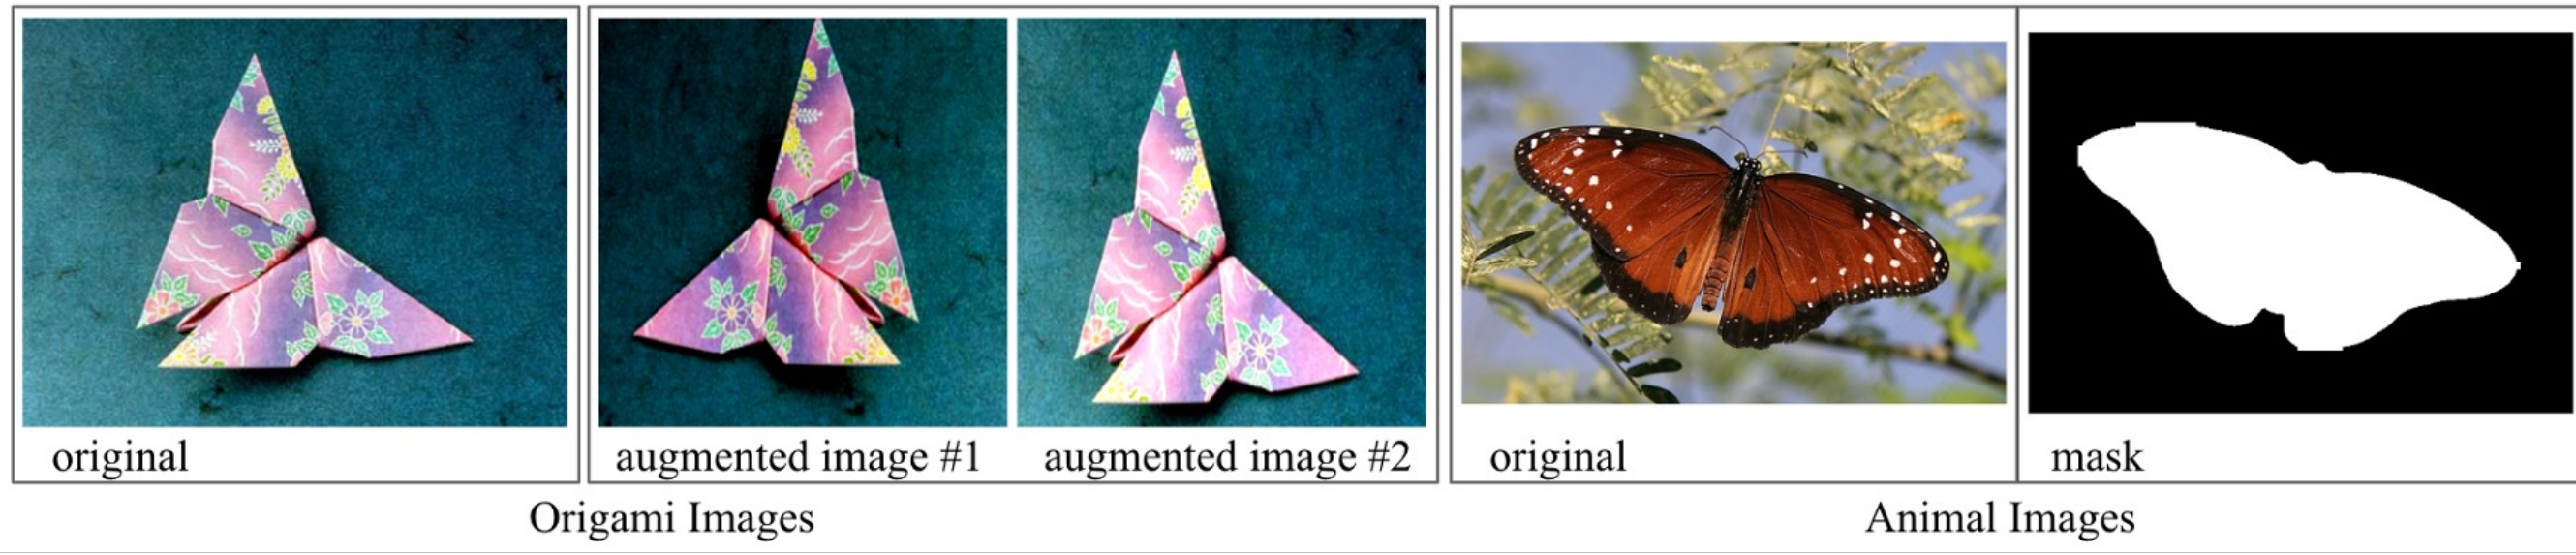 original
augmented image #1
augmented image #2
original
mask
Origami Images
Animal Images